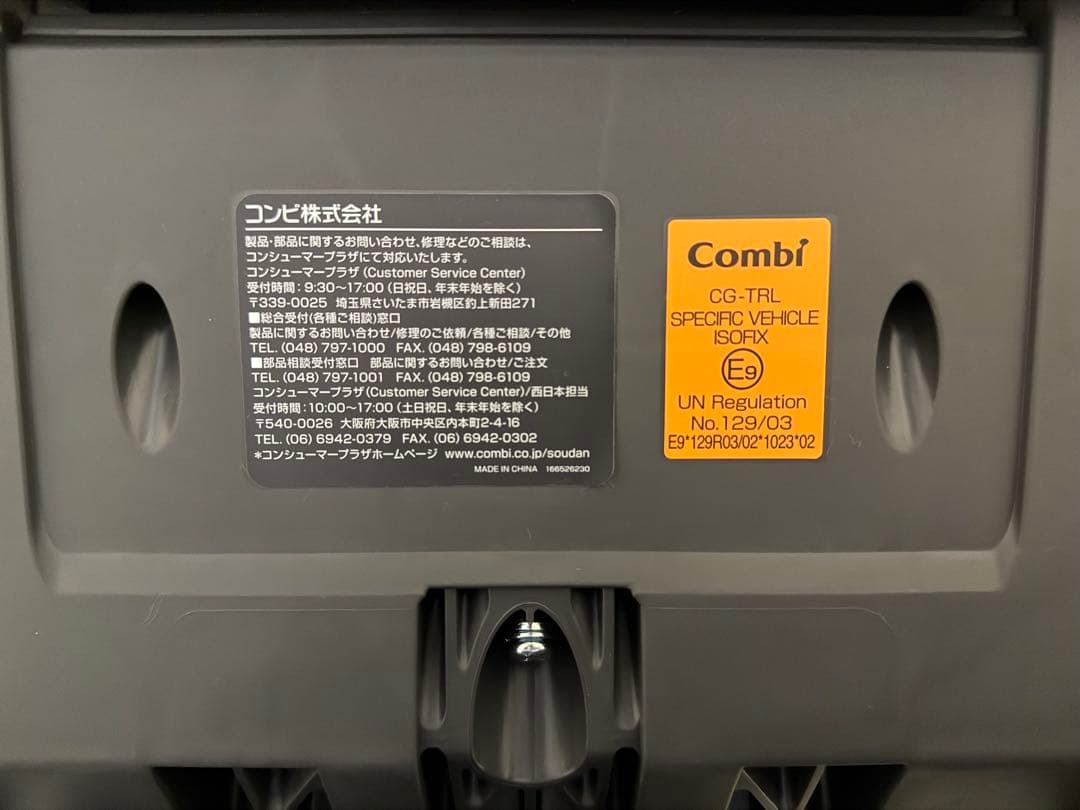 コンビ株式会社
製品・部品に関するお問い合わせ、修理などのご相談は、
コンシューマープラザにて対応いたします。
コンシューマープラザ (Customer Service Center)
受付時間：9:30〜17:00 (日祝日、年末年始を除く)
〒339-0025 埼玉県さいたま市岩槻区釣上新田271
■総合受付(各種ご相談)窓口
製品に関するお問い合わせ/修理のご依頼/各種ご相談/その他
TEL. (048) 797-1000 FAX. (048) 798-6109
■部品相談受付窓口 部品に関するお問い合わせ/ご注文
TEL. (048) 797-1001 FAX. (048) 798-6109
コンシューマープラザ(Customer Service Center)/西日本担当
受付時間：10:00〜17:00 (土日祝日、年末年始を除く)
〒540-0026 大阪府大阪市中央区内本町2-4-16
TEL. (06) 6942-0379 FAX. (06) 6942-0302
*コンシューマープラザホームページ www.combi.co.jp/soudan
MADE IN CHINA 166526230
Combi
CG-TRL
SPECIFIC VEHICLE
ISOFIX
E9
UN Regulation
No.129/03
E9*129R03/02*1023*02